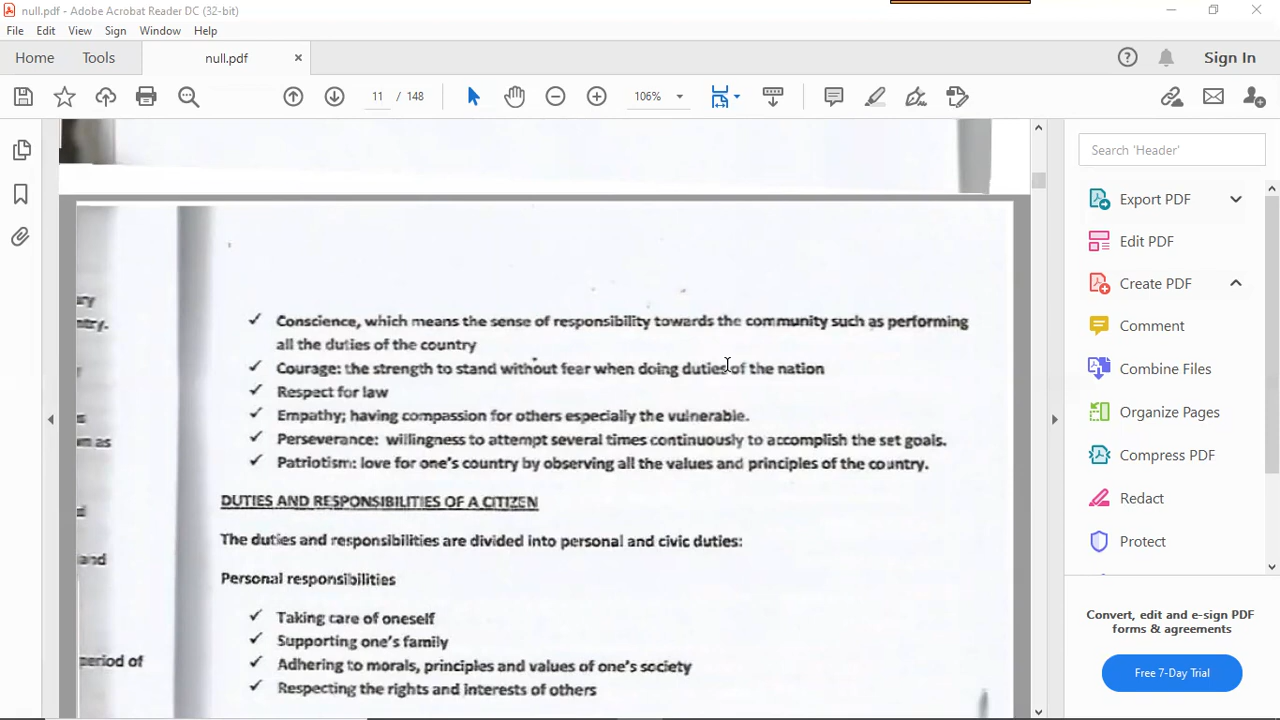 null.pdf - Adobe Acrobat Reader DC (32-bit)
File Edit View Sign Window Help
Home Tools null.pdf × Sign In
11 / 148 106%
Search 'Header'
Export PDF
Edit PDF
Create PDF
Comment
Combine Files
Organize Pages
Compress PDF
Redact
Protect
Convert, edit and e-sign PDF
forms & agreements
Free 7-Day Trial
✓ Conscience, which means the sense of responsibility towards the community such as performing
all the duties of the country
✓ Courage: the strength to stand without fear when doing duties of the nation
✓ Respect for law
✓ Empathy; having compassion for others especially the vulnerable.
✓ Perseverance: willingness to attempt several times continuously to accomplish the set goals.
✓ Patriotism: love for one's country by observing all the values and principles of the country.
DUTIES AND RESPONSIBILITIES OF A CITIZEN
The duties and responsibilities are divided into personal and civic duties:
Personal responsibilities
✓ Taking care of oneself
✓ Supporting one's family
✓ Adhering to morals, principles and values of one's society
✓ Respecting the rights and interests of others
as
and
period of